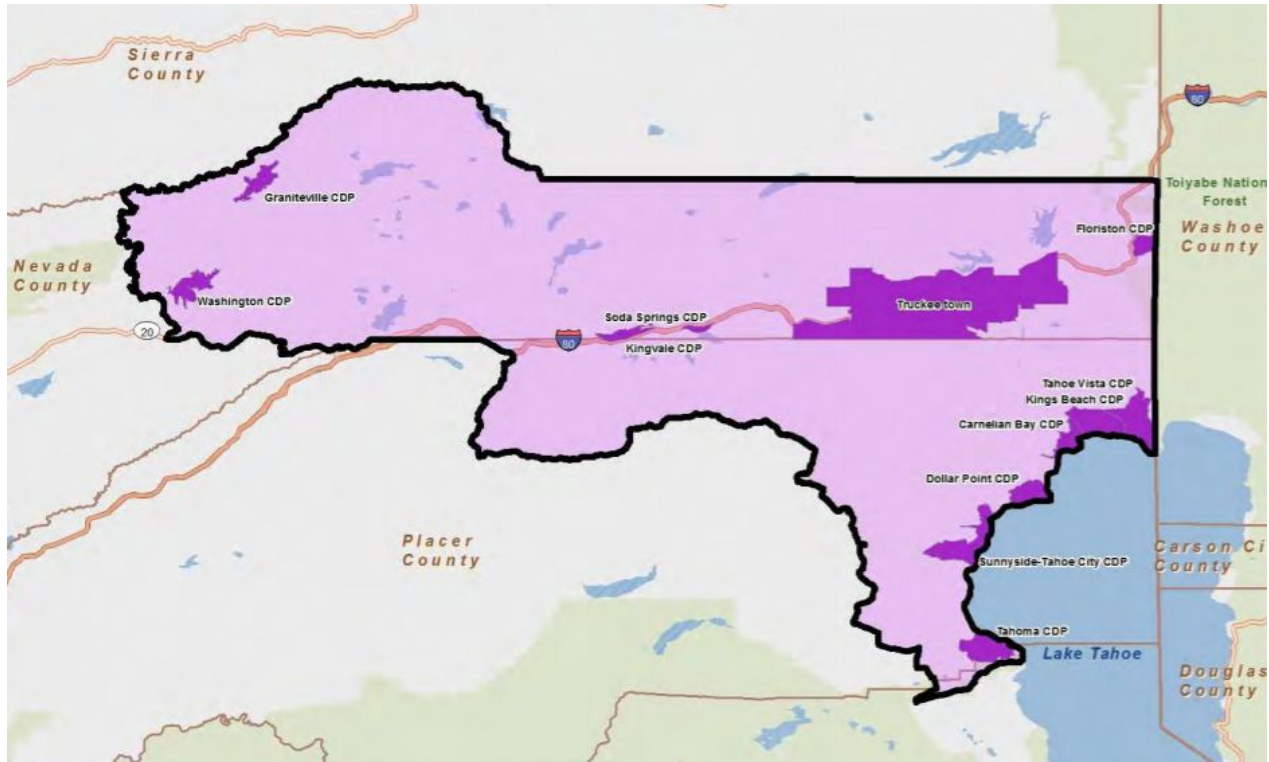 Sierra
County
80
Toiyabe Nation
Forest
Graniteville CDP
Floriston CDP
Washoe
County
Nevada
County
Washington CDP
Truckee town
20
Soda Springs CDP
80
Kingvale CDP
Tahoe Vista CDP
Kings Beach CDP
Carnelian Bay CDP
Dollar Point CDP
Placer
County
Carson Ci
County
Sunnyside-Tahoe City CDP
Tahoma CDP
Lake Tahoe
Douglas
County